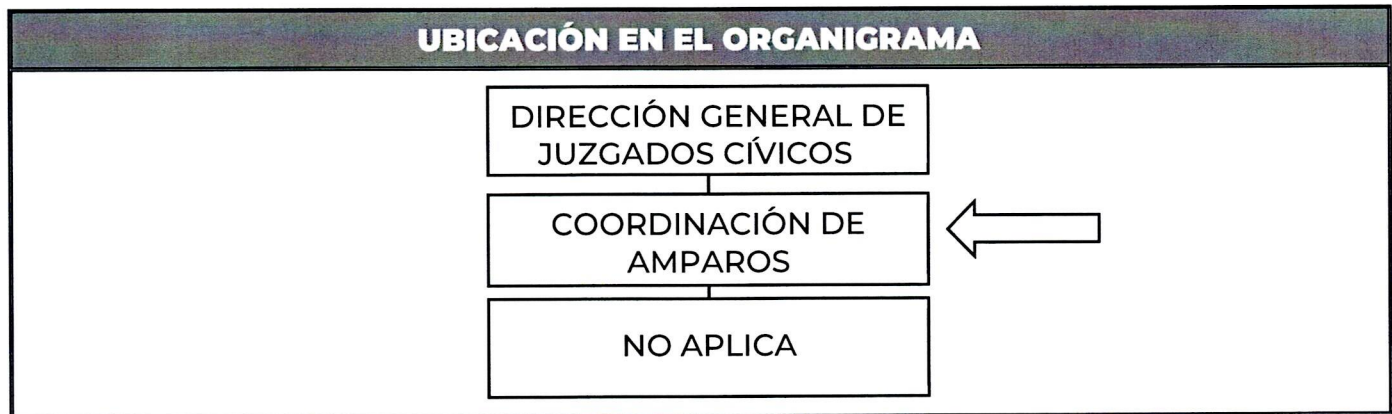 UBICACIÓN EN EL ORGANIGRAMA
DIRECCIÓN GENERAL DE
JUZGADOS CÍVICOS
COORDINACIÓN DE
AMPAROS
NO APLICA